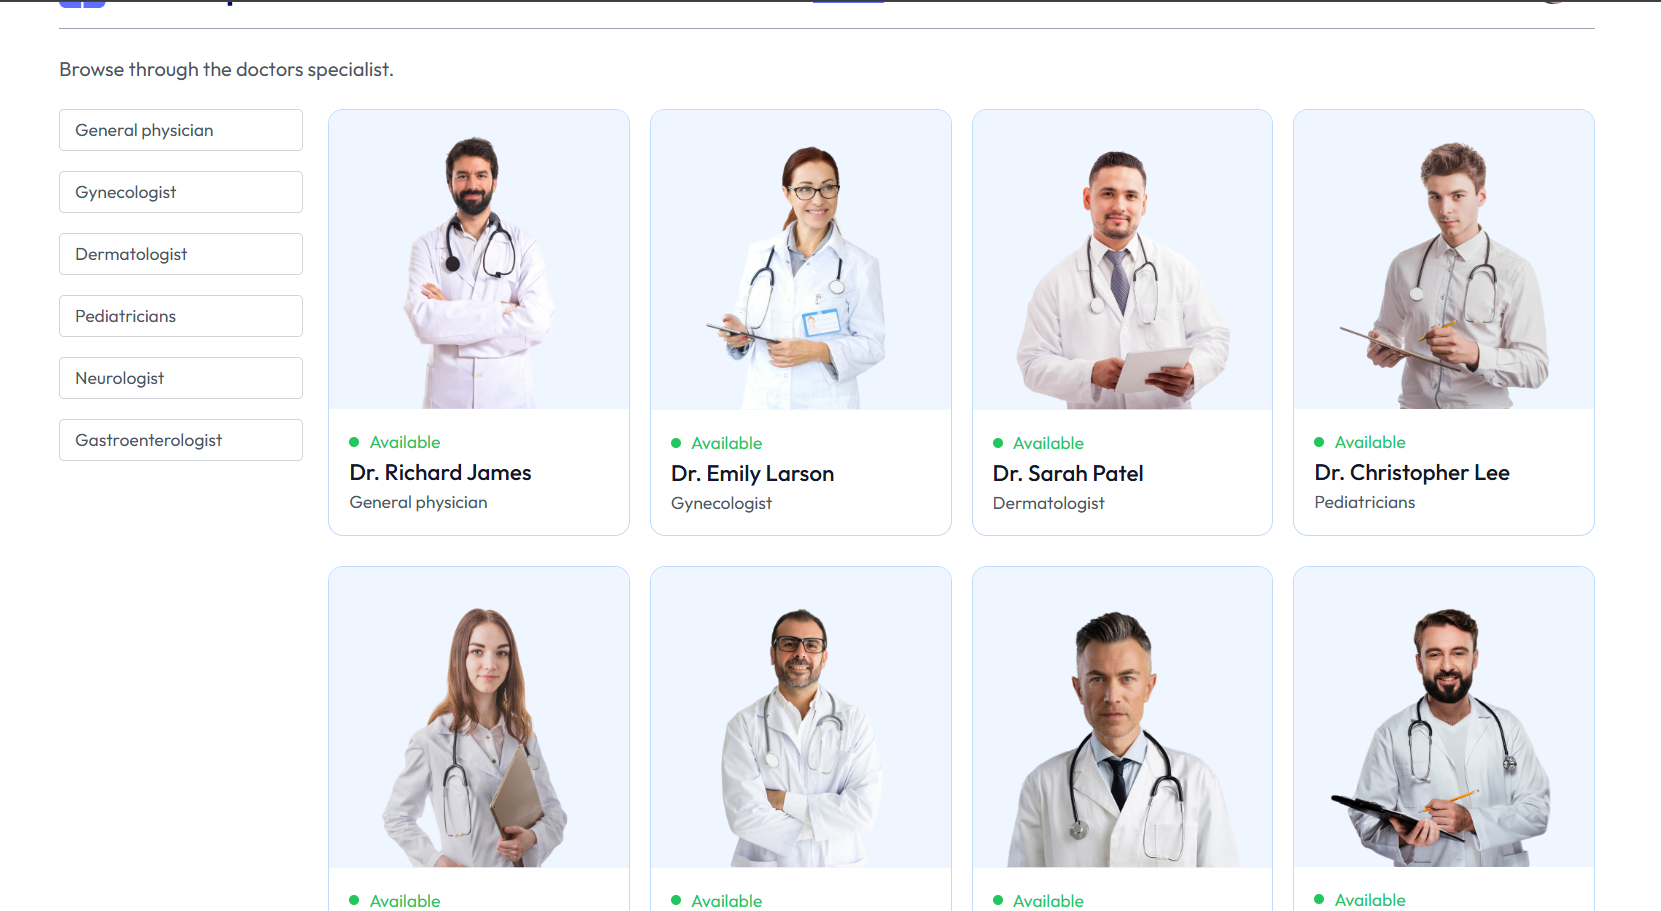 Browse through the doctors specialist.
General physician
Gynecologist
Dermatologist
Pediatricians
Neurologist
Gastroenterologist
Available
Dr. Richard James
General physician
Available
Dr. Emily Larson
Gynecologist
Available
Dr. Sarah Patel
Dermatologist
Available
Dr. Christopher Lee
Pediatricians
Available
Available
Available
Available